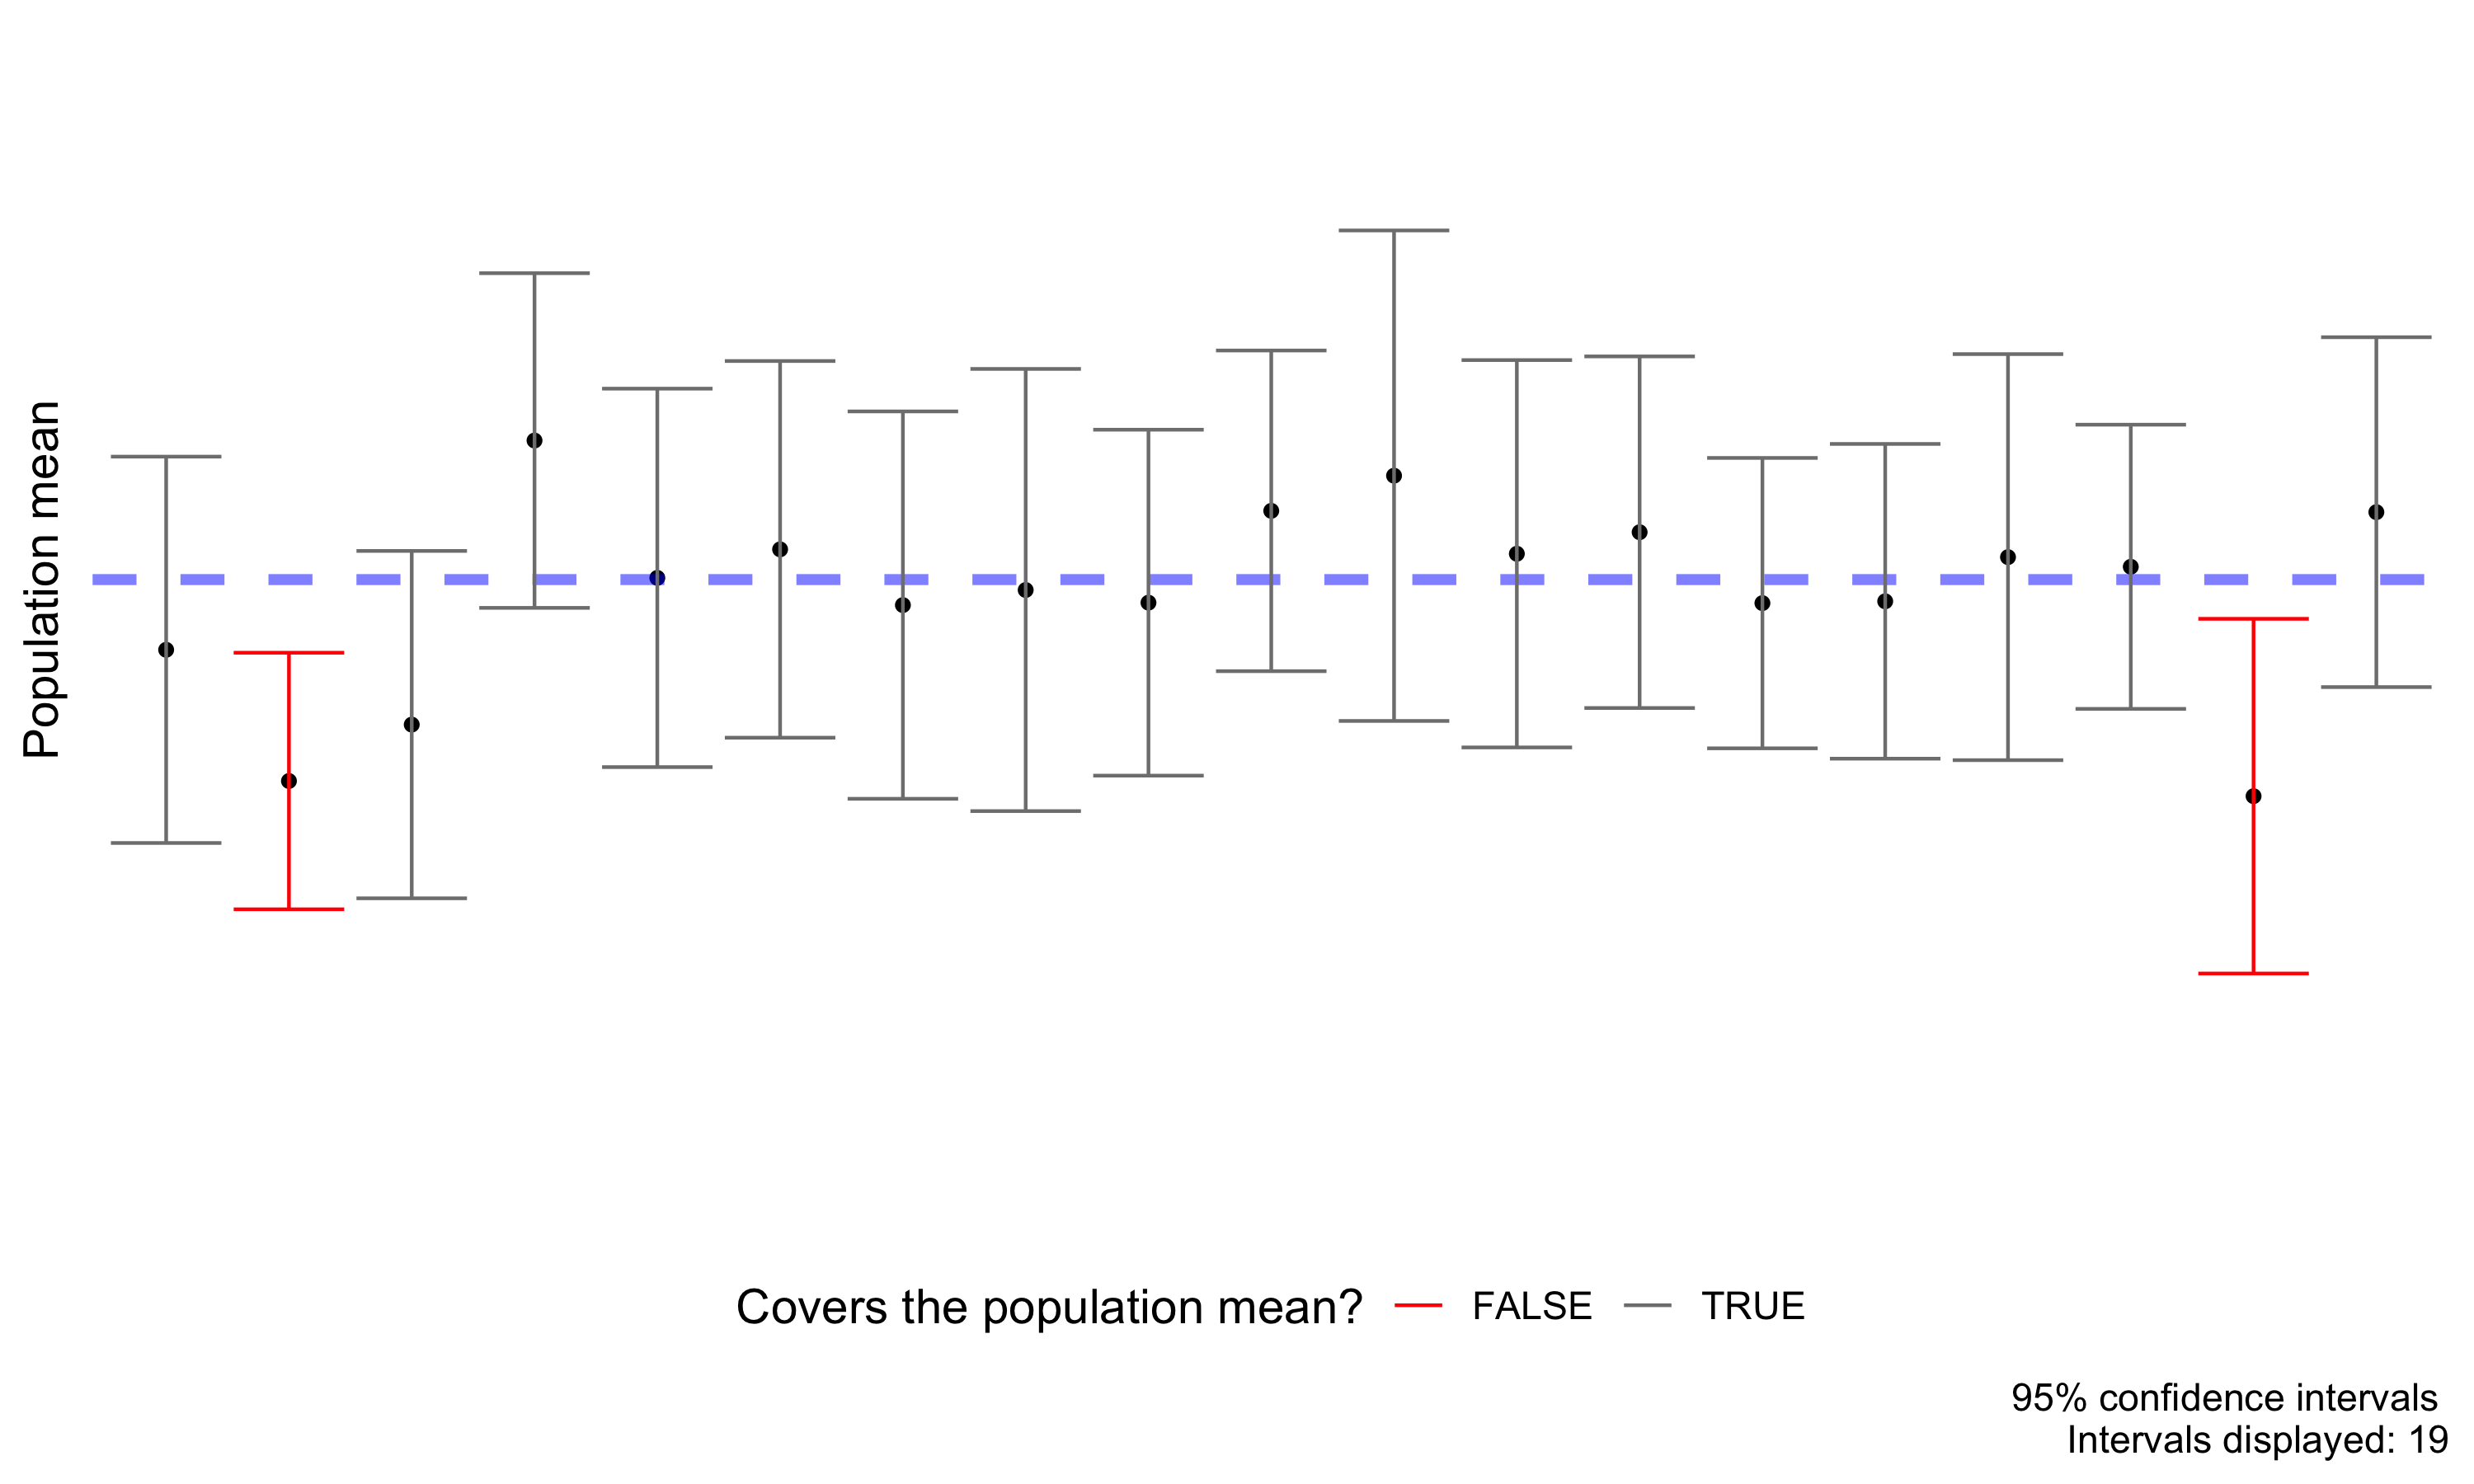 Population mean
Covers the population mean? FALSE TRUE
95% confidence intervals
Intervals displayed: 19